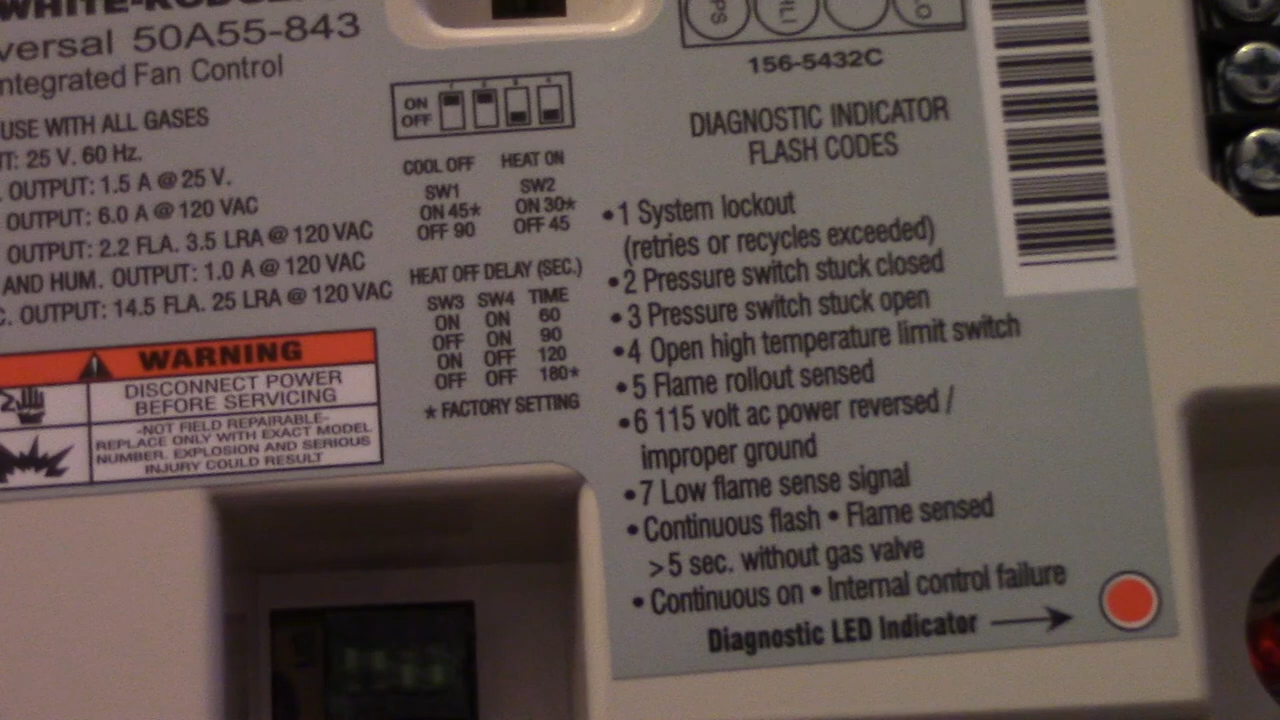 WHITE-RODGE
versal 50A55-843
ntegrated Fan Control
USE WITH ALL GASES
T: 25 V. 60 Hz.
. OUTPUT: 1.5 A @ 25 V.
OUTPUT: 6.0 A @ 120 VAC
OUTPUT: 2.2 FLA. 3.5 LRA @ 120 VAC
AND HUM. OUTPUT: 1.0 A @ 120 VAC
C. OUTPUT: 14.5 FLA. 25 LRA @ 120 VAC
WARNING
DISCONNECT POWER
BEFORE SERVICING
-NOT FIELD REPAIRABLE-
REPLACE ONLY WITH EXACT MODEL
NUMBER. EXPLOSION AND SERIOUS
INJURY COULD RESULT
1 2 3 4
ON
OFF
COOL OFF HEAT ON
SW1 SW2
ON 45* ON 30*
OFF 90 OFF 45
HEAT OFF DELAY (SEC.)
SW3 SW4 TIME
ON ON 60
OFF ON 90
ON OFF 120
OFF OFF 180*
* FACTORY SETTING
PS HLI LO
156-5432C
DIAGNOSTIC INDICATOR
FLASH CODES
•1 System lockout
(retries or recycles exceeded)
•2 Pressure switch stuck closed
•3 Pressure switch stuck open
•4 Open high temperature limit switch
•5 Flame rollout sensed
•6 115 volt ac power reversed /
improper ground
•7 Low flame sense signal
•Continuous flash • Flame sensed
>5 sec. without gas valve
•Continuous on • Internal control failure
Diagnostic LED Indicator